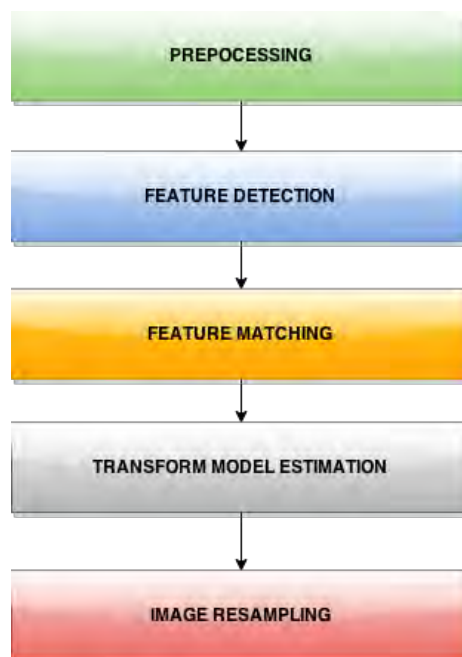 PREPOCESSING
FEATURE DETECTION
FEATURE MATCHING
TRANSFORM MODEL ESTIMATION
IMAGE RESAMPLING